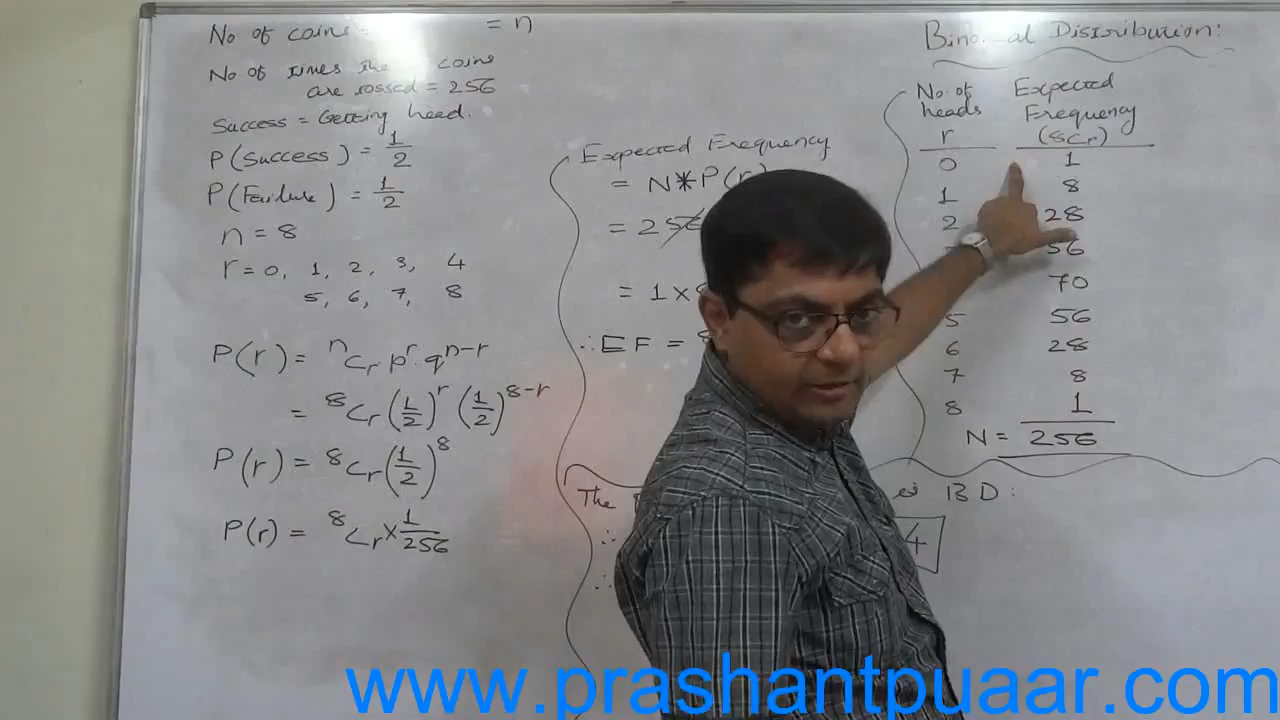 No of coins = n
No of times the coins
are tossed = 256
Success = Getting head.
P(Success) = 1/2
P(Failure) = 1/2
n = 8
r = 0, 1, 2, 3, 4
5, 6, 7, 8
P(r) = ⁿCr pʳ. qⁿ⁻ʳ
= ⁸Cr (1/2)ʳ (1/2)⁸⁻ʳ
P(r) = ⁸Cr (1/2)⁸
P(r) = ⁸Cr × 1/256
Expected Frequency
= N * P(r)
= 256
= 1 × 8
∴ EF = 8
The
∴
∴
BD:
4
Distribution:
No. of heads r Expected Frequency (8Cr)
0 1
1 8
2 28
56
70
5 56
6 28
7 8
8 1
N = 256
www.prashantpuaar.com